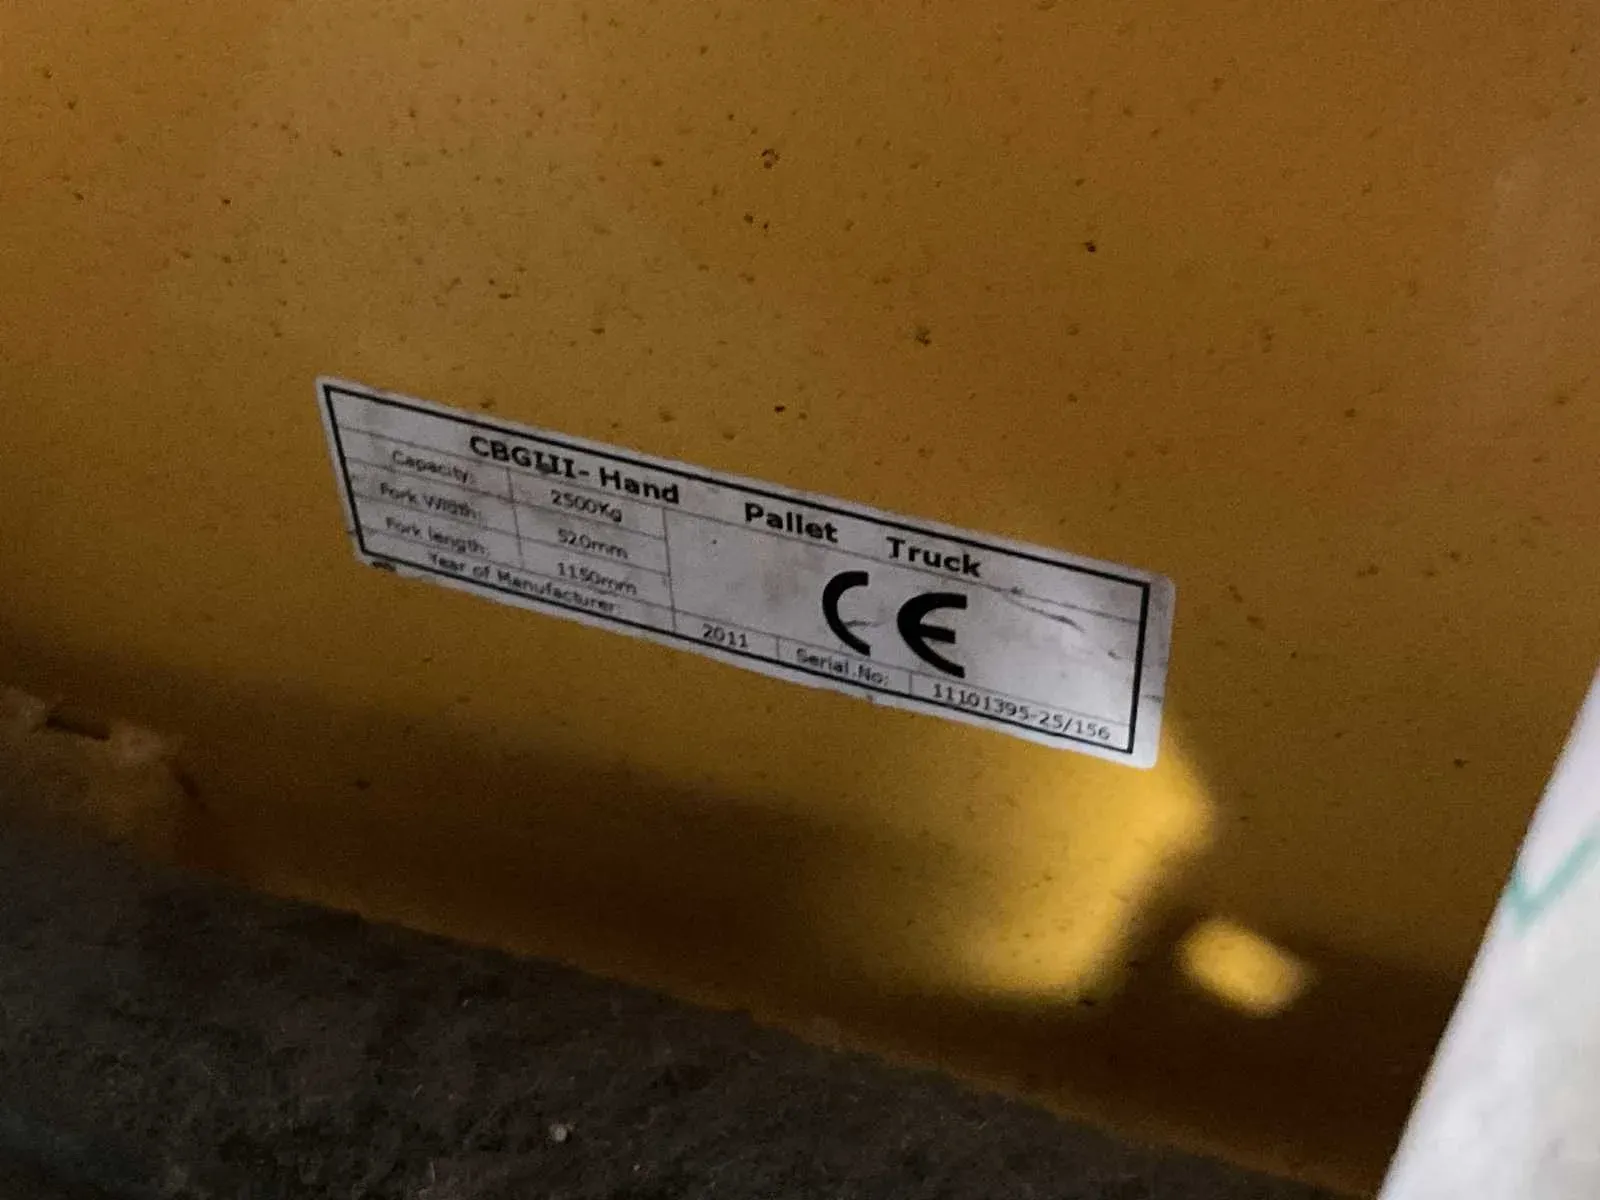 CBGIII- Hand Pallet Truck
Capacity: 2500Kg
Fork Width: 520mm
Fork length: 1150mm
CE
Year of Manufacturer: 2011 Serial.No: 11101395-25/156